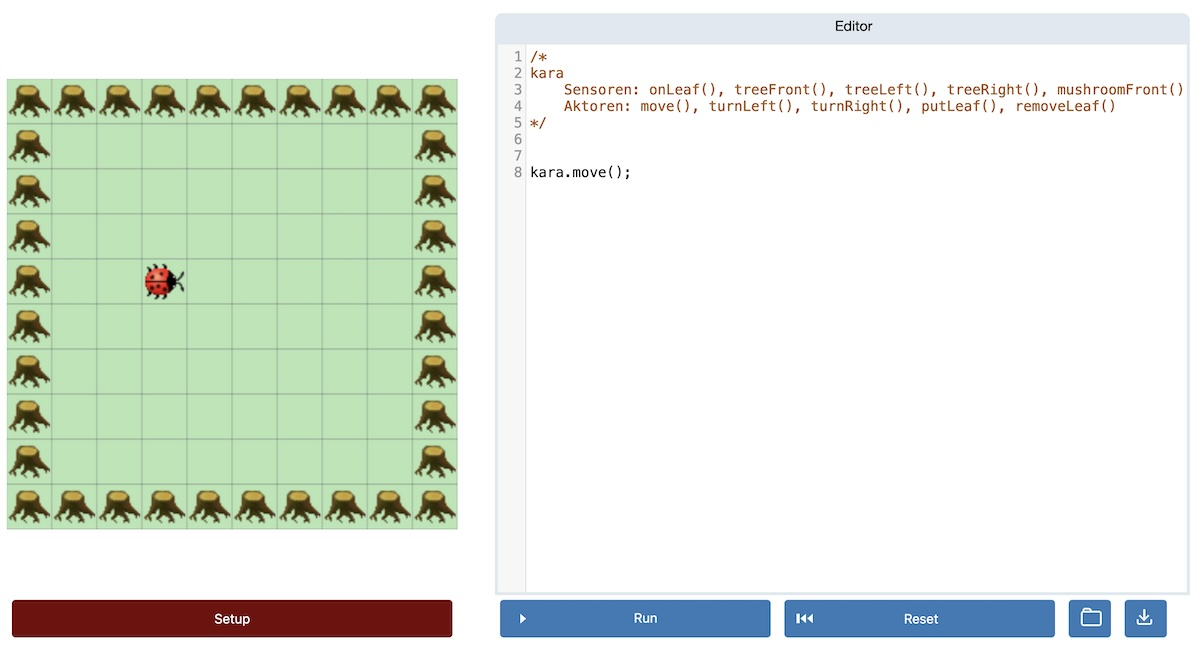 Editor
1 /*
2 kara
3     Sensoren: onLeaf(), treeFront(), treeLeft(), treeRight(), mushroomFront()
4     Aktoren: move(), turnLeft(), turnRight(), putLeaf(), removeLeaf()
5 */
6
7
8 kara.move();
Setup
Run
Reset